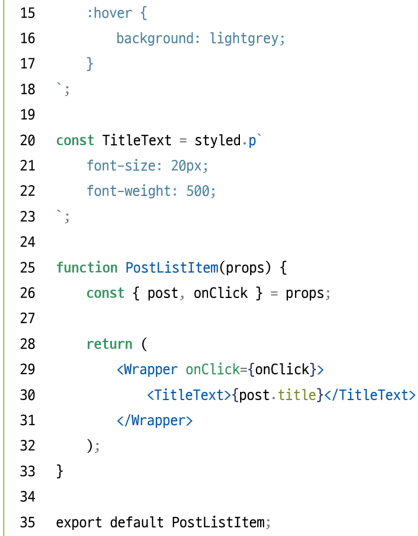 15    :hover {
16        background: lightgrey;
17    }
18 `;
19
20 const TitleText = styled.p`
21    font-size: 20px;
22    font-weight: 500;
23 `;
24
25 function PostListItem(props) {
26    const { post, onClick } = props;
27
28    return (
29        <Wrapper onClick={onClick}>
30            <TitleText>{post.title}</TitleText>
31        </Wrapper>
32    );
33 }
34
35 export default PostListItem;